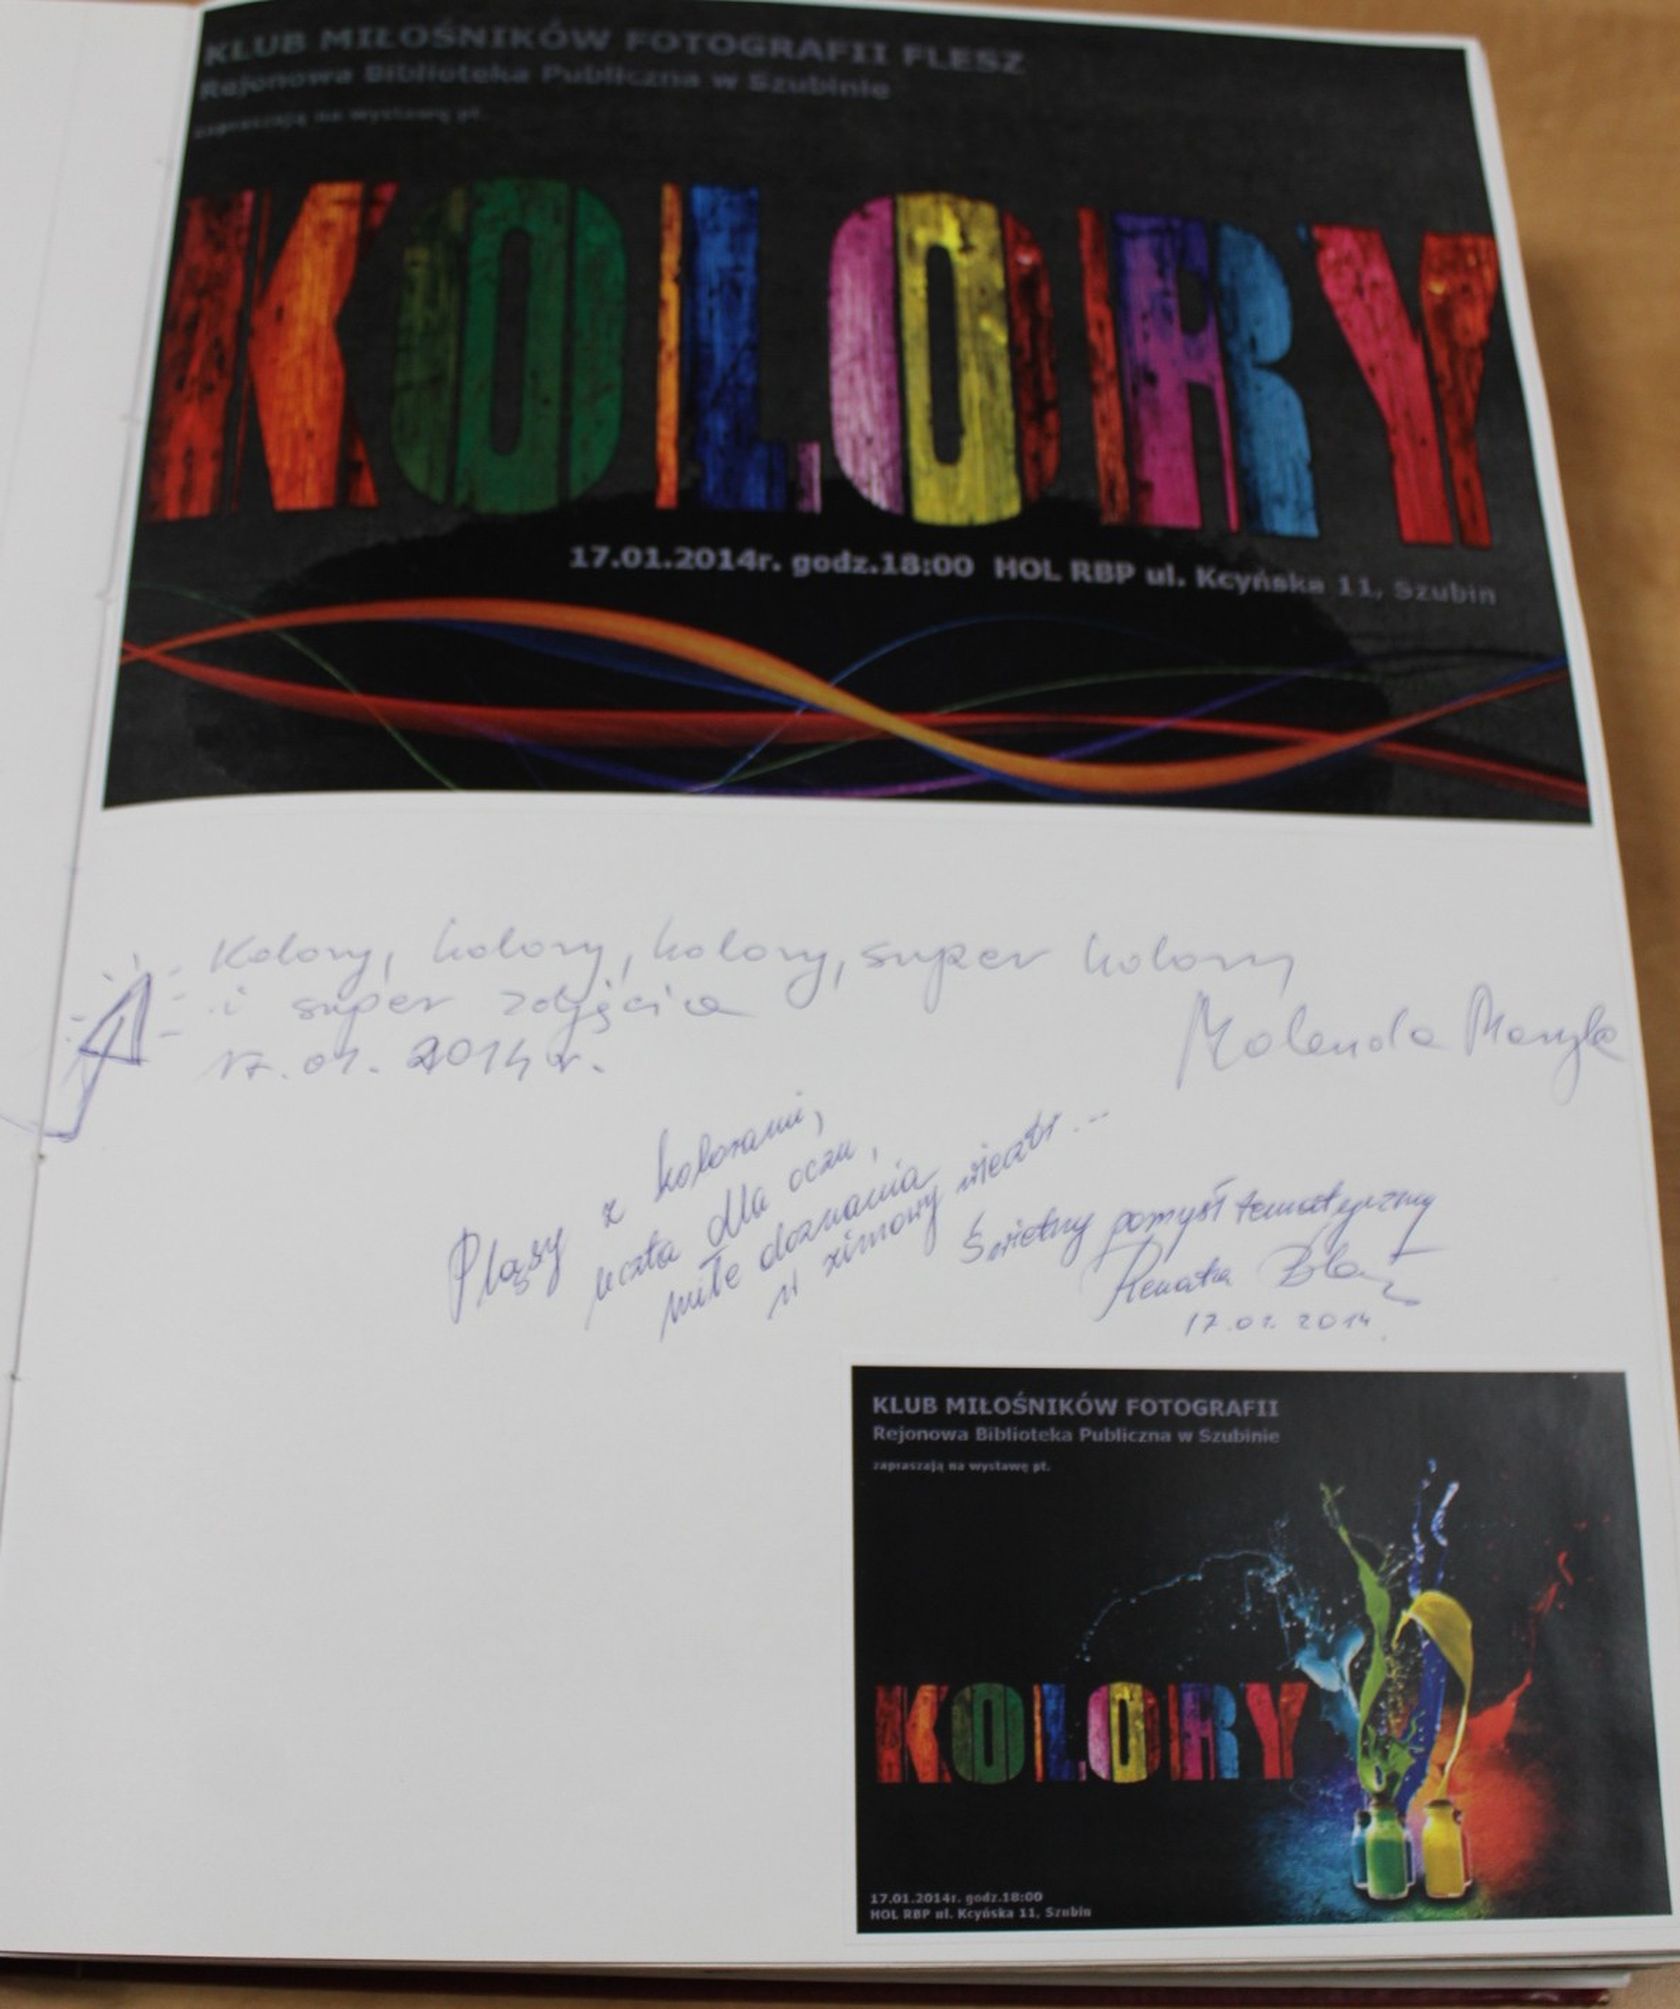 KLUB MIŁOŚNIKÓW FOTOGRAFII FLESZ
Rejonowa Biblioteka Publiczna w Szubinie
zapraszają na wystawę pt.
KOLORY
17.01.2014r. godz.18:00 HOL RBP ul. Kcyńska 11, Szubin
Kolory, kolory, kolory, super kolory
i super zdjęcia
17.01.2014 r.
Molenda
Pląsy z kolorami,
uczta dla oczu,
miłe doznania
w zimowy wieczór...
Świetny pomysł tematyczny
Renata
17.01.2014
KLUB MIŁOŚNIKÓW FOTOGRAFII
Rejonowa Biblioteka Publiczna w Szubinie
zapraszają na wystawę pt.
KOLORY
17.01.2014r. godz.18:00
HOL RBP ul. Kcyńska 11, Szubin